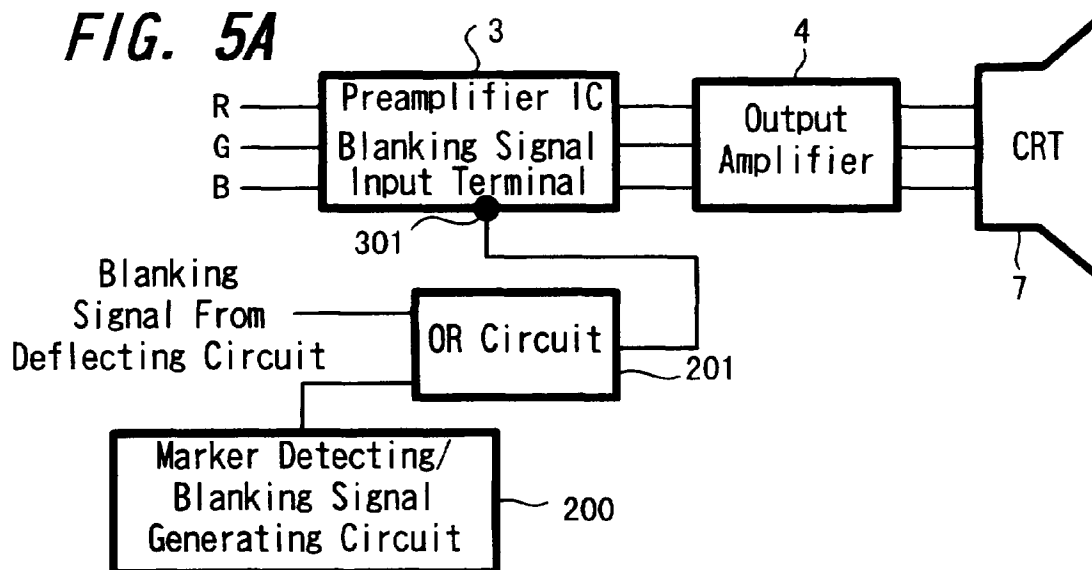 FIG. 5A
3
4
R
G
B
Preamplifier IC
Blanking Signal
Input Terminal
Output
Amplifier
CRT
301
7
Blanking
Signal From
Deflecting Circuit
OR Circuit
201
Marker Detecting/
Blanking Signal
Generating Circuit
200